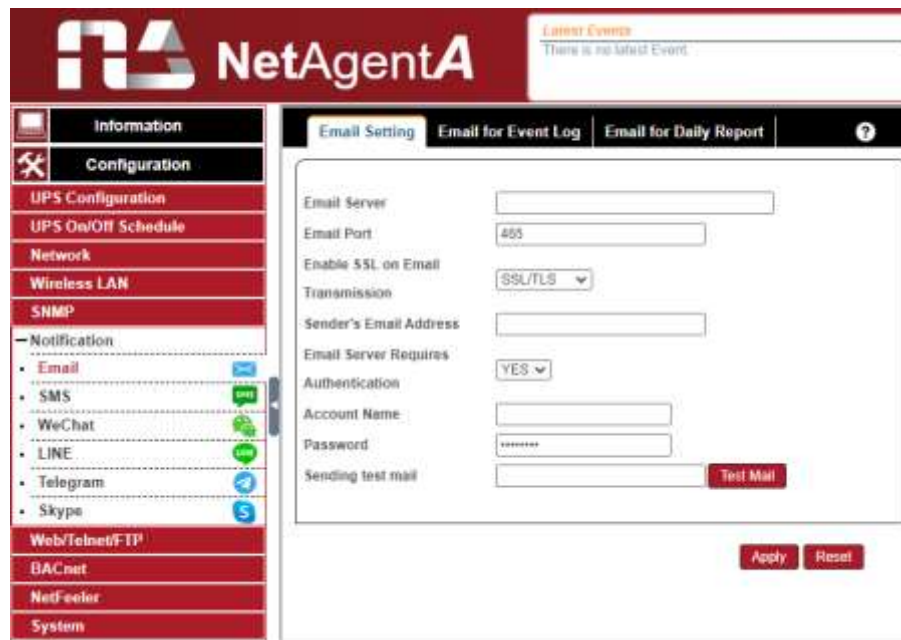 NetAgentA
Latest Events
There is no latest Event.
Information
Configuration
UPS Configuration
UPS On/Off Schedule
Network
Wireless LAN
SNMP
Notification
Email
SMS
WeChat
LINE
Telegram
Skype
Web/Telnet/FTP
BACnet
NetFeeler
System
Email Setting
Email for Event Log
Email for Daily Report
?
Email Server
Email Port
465
Enable SSL on Email
Transmission
SSL/TLS
Sender's Email Address
Email Server Requires
Authentication
YES
Account Name
Password
••••••••
Sending test mail
Test Mail
Apply
Reset